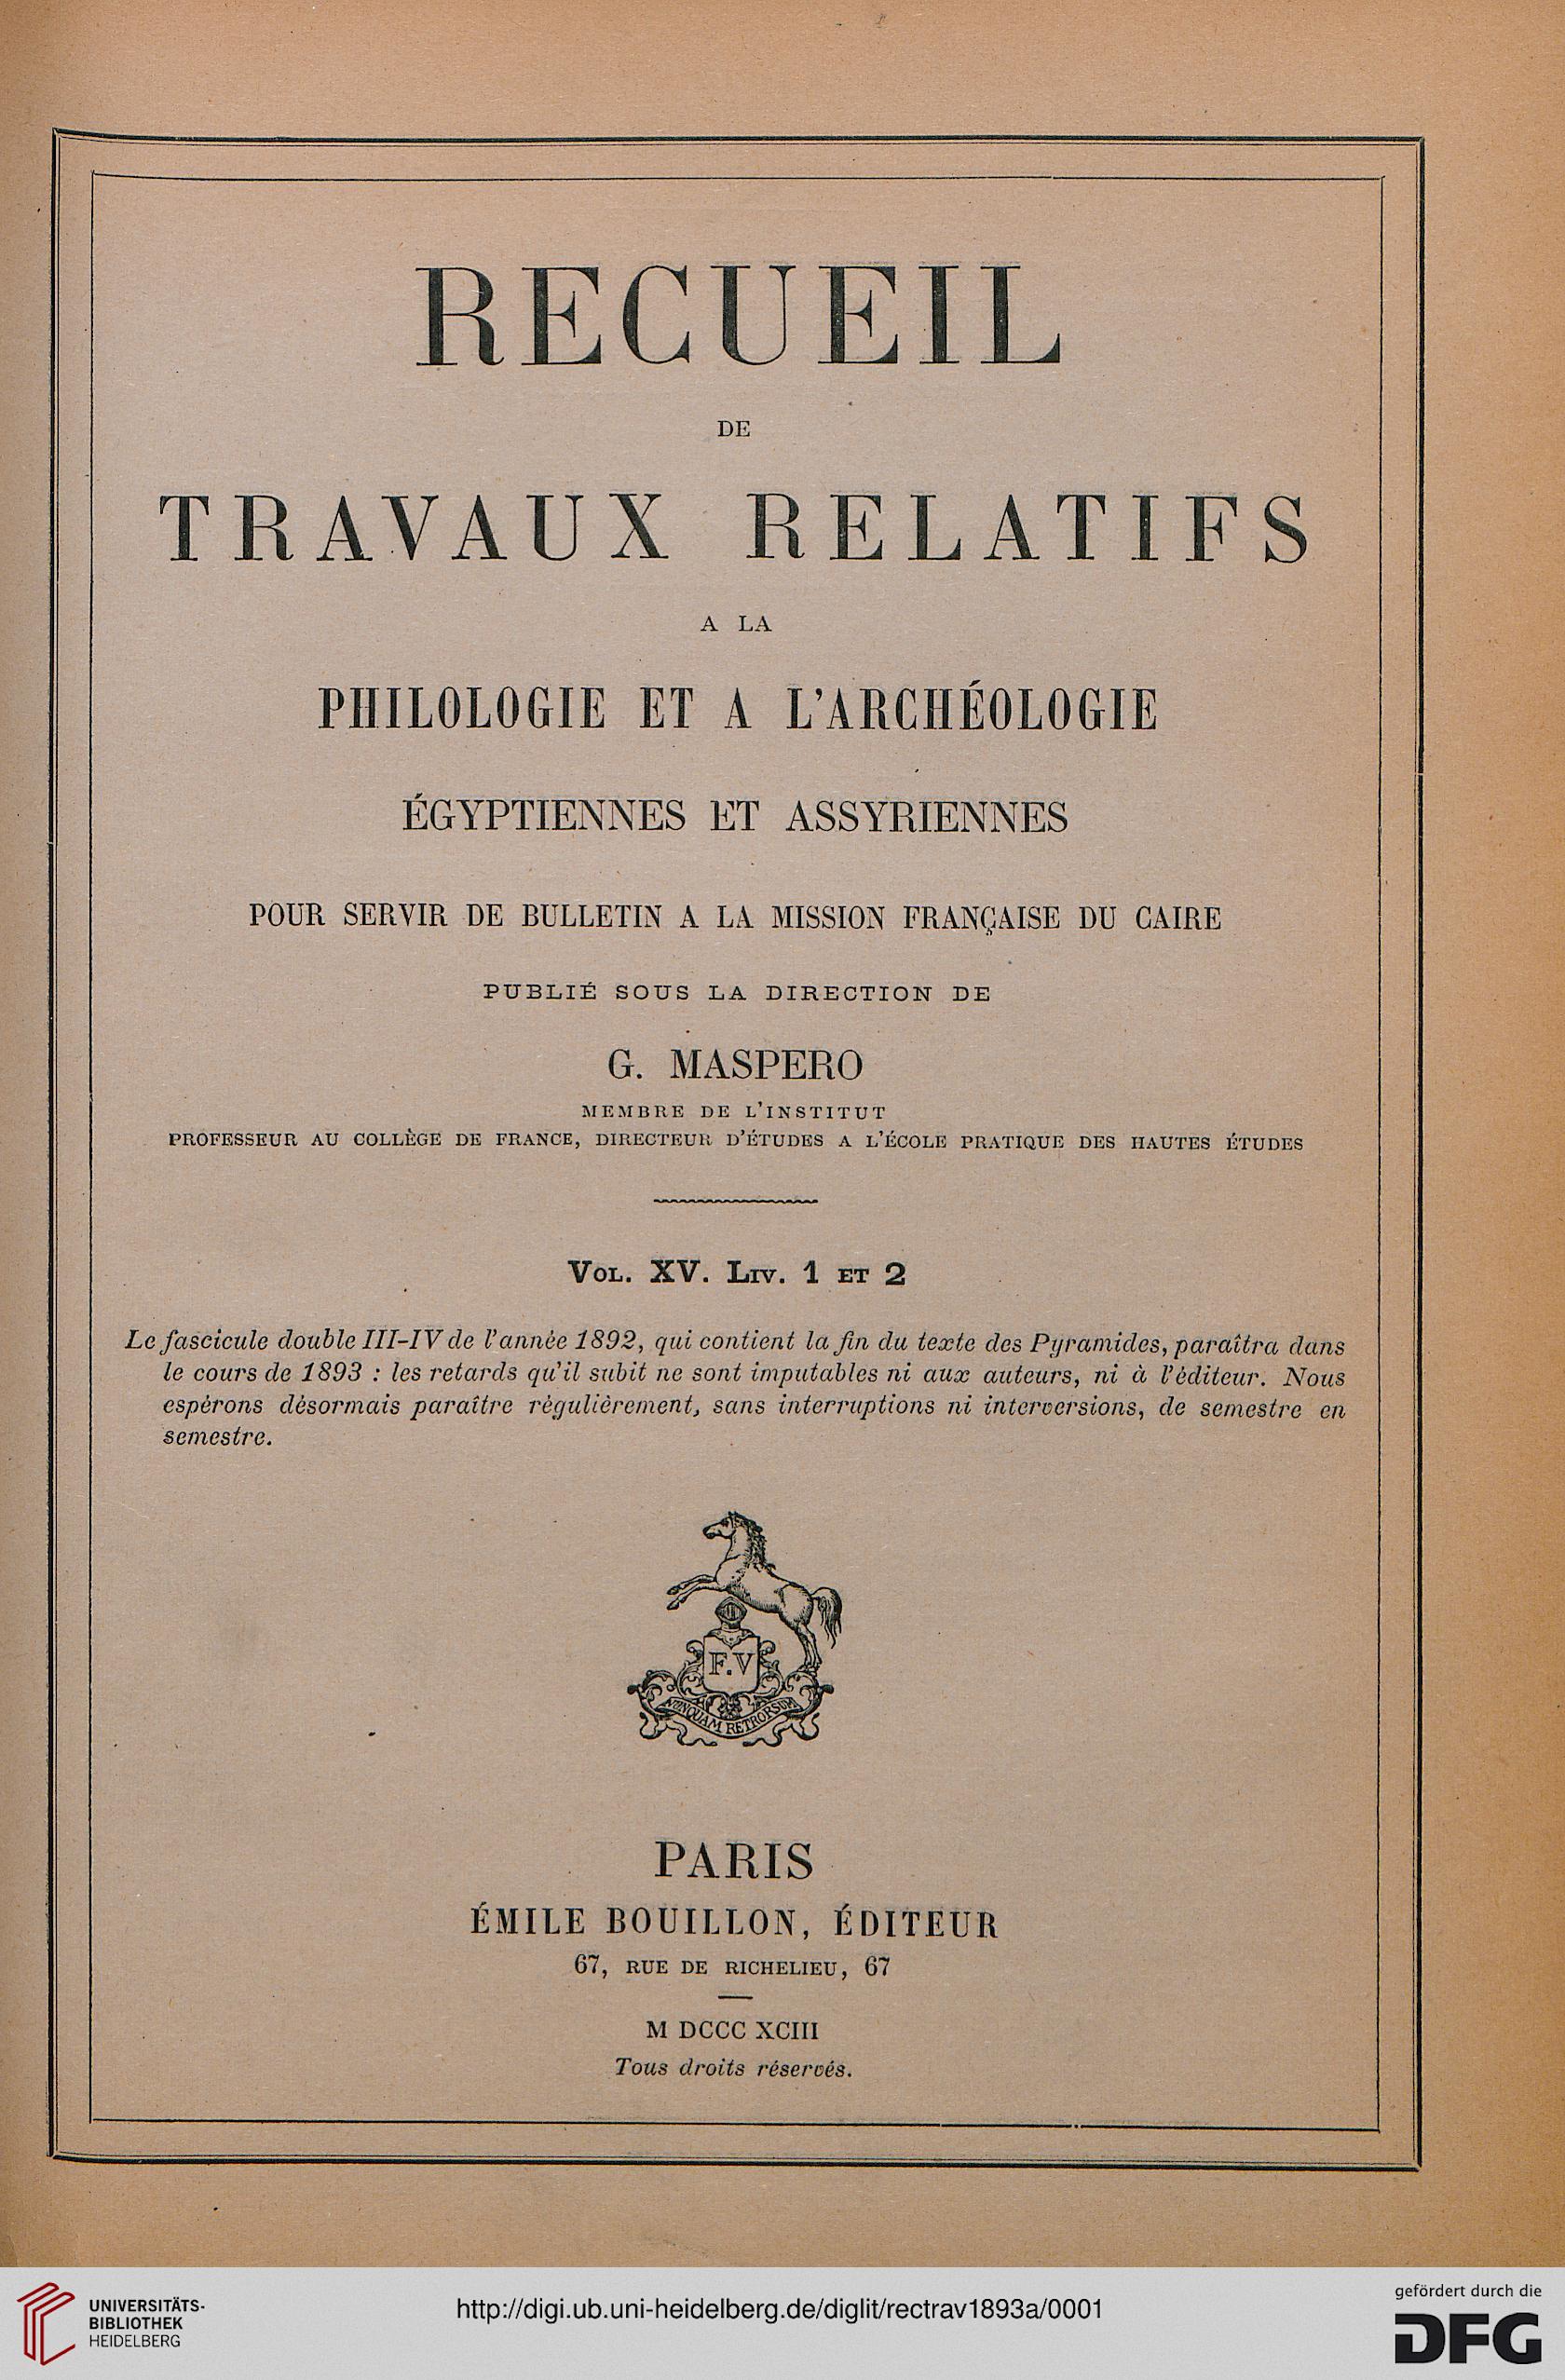 RECUEIL
DE
TRAVAUX RELATIFS
A LA
PHILOLOGIE ET A L'ARCHÉOLOGIE
ÉGYPTIENNES ET ASSYRIENNES
POUR SERVIR DE BULLETIN A LA MISSION FRANÇAISE DU CAIRE
PUBLIÉ SOUS LA DIRECTION DE
G. MASPERO
MEMBRE DE L'INSTITUT
PROFESSEUR AU COLLÈGE DE FRANCE, DIRECTEUR D'ÉTUDES A L'ÉCOLE PRATIQUE DES HAUTES ÉTUDES
VOL. XV. LIV. 1 ET 2
Le fascicule double III-IV de l'année 1892, qui contient la fin du texte des Pyramides, paraîtra dans
le cours de 1893 : les retards qu'il subit ne sont imputables ni aux auteurs, ni à l'éditeur. Nous
espérons désormais paraître régulièrement, sans interruptions ni interversions, de semestre en
semestre.
F.V
NUNQUAM RETRORSUM
PARIS
ÉMILE BOUILLON, ÉDITEUR
67, RUE DE RICHELIEU, 67
M DCCC XCIII
Tous droits réservés.
UNIVERSITÄTS-
BIBLIOTHEK
HEIDELBERG
http://digi.ub.uni-heidelberg.de/diglit/rectrav1893a/0001
gefördert durch die
DFG